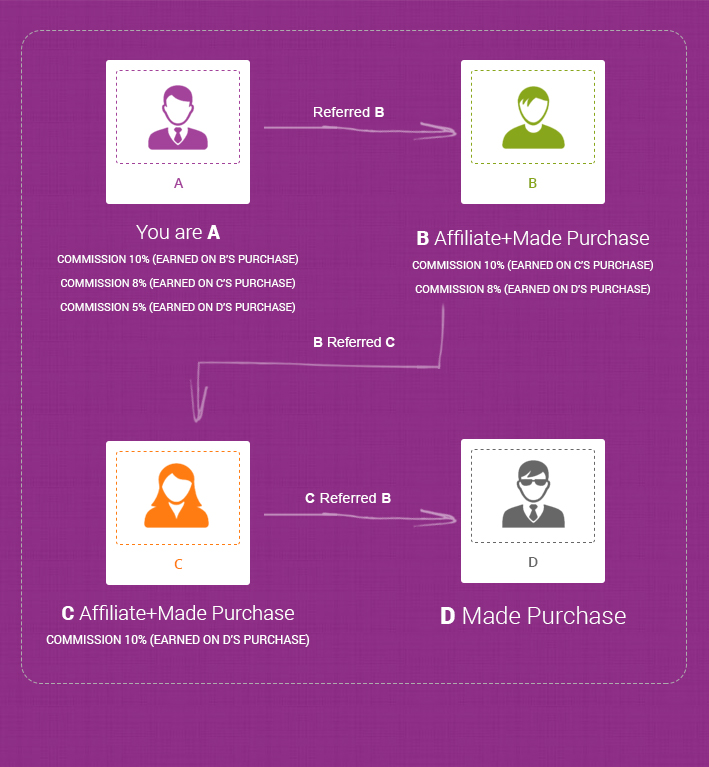 Referred B
A
B
You are A
COMMISSION 10% (EARNED ON B'S PURCHASE)
COMMISSION 8% (EARNED ON C'S PURCHASE)
COMMISSION 5% (EARNED ON D'S PURCHASE)
B Affiliate+Made Purchase
COMMISSION 10% (EARNED ON C'S PURCHASE)
COMMISSION 8% (EARNED ON D'S PURCHASE)
B Referred C
C Referred B
C
D
C Affiliate+Made Purchase
COMMISSION 10% (EARNED ON D'S PURCHASE)
D Made Purchase